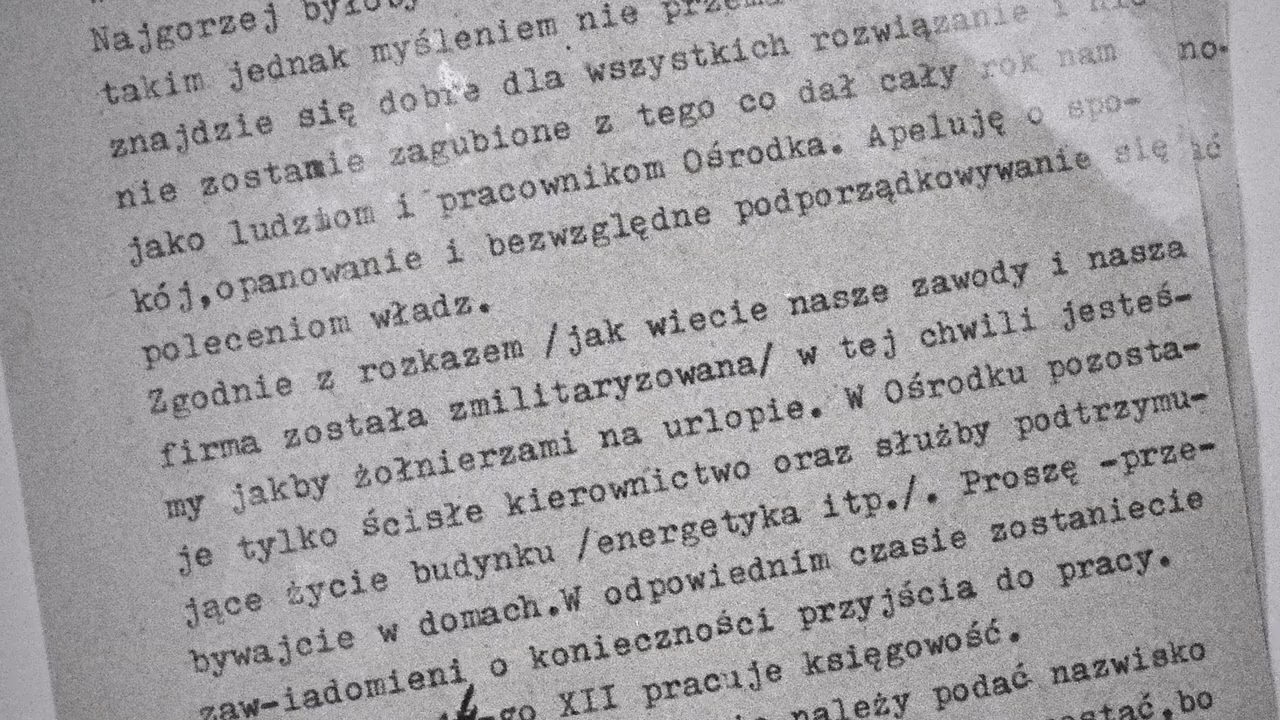 Najgorzej byłoby
takim jednak myśleniem nie
znajdzie się dobre dla wszystkich rozwiązanie i
nie zostanie zagubione z tego co dał cały rok nam no-
jako ludziom i pracownikom Ośrodka. Apeluję o spo-
kój,opanowanie i bezwzględne podporządkowywanie się
poleceniom władz.
Zgodnie z rozkazem /jak wiecie nasze zawody i nasza
firma została zmilitaryzowana/ w tej chwili jesteś-
my jakby żołnierzami na urlopie. W Ośrodku pozosta-
je tylko ścisłe kierownictwo oraz służby podtrzymu-
jące życie budynku /energetyka itp./. Proszę -prze-
bywajcie w domach.W odpowiednim czasie zostaniecie
zaw-iadomieni o konieczności przyjścia do pracy.
-go XII pracuje księgowość.
należy podać nazwisko
bo